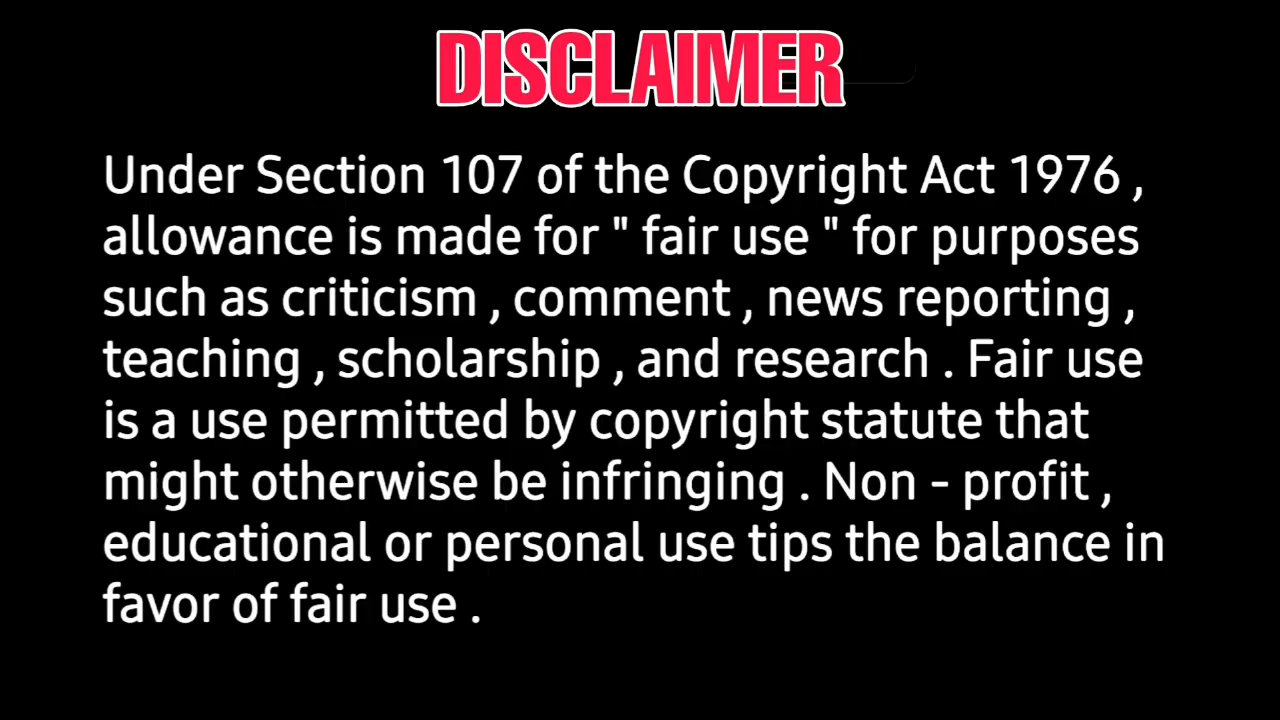 DISCLAIMER
Under Section 107 of the Copyright Act 1976 ,
allowance is made for " fair use " for purposes
such as criticism , comment , news reporting ,
teaching , scholarship , and research . Fair use
is a use permitted by copyright statute that
might otherwise be infringing . Non - profit ,
educational or personal use tips the balance in
favor of fair use .